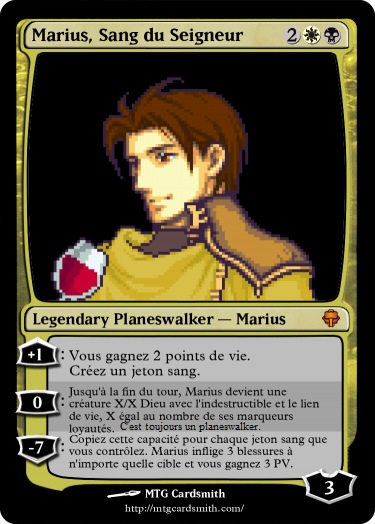 Marius, Sang du Seigneur 2
Legendary Planeswalker — Marius
+1 : Vous gagnez 2 points de vie.
Créez un jeton sang.
0 : Jusqu'à la fin du tour, Marius devient une
créature X/X Dieu avec l'indestructible et le lien
de vie, X égal au nombre de ses marqueurs
loyautés. C'est toujours un planeswalker.
-7 : Copiez cette capacité pour chaque jeton sang que
vous contrôlez. Marius inflige 3 blessures à
n'importe quelle cible et vous gagnez 3 PV.
3
MTG Cardsmith
http://mtgcardsmith.com/